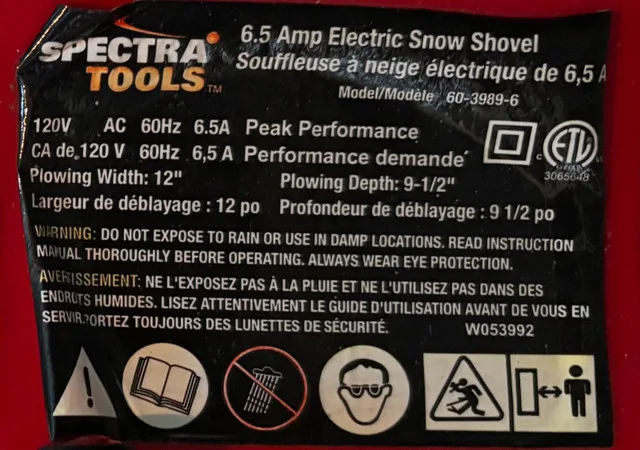 SPECTRA
TOOLS™
6.5 Amp Electric Snow Shovel
Souffleuse à neige électrique de 6,5 A
Model/Modèle 60-3989-6
120V AC 60Hz 6.5A Peak Performance
CA de 120 V 60Hz 6,5 A Performance demande
Plowing Width: 12" Plowing Depth: 9-1/2"
Largeur de déblayage : 12 po Profondeur de déblayage : 9 1/2 po
C ETL
3065648
WARNING: DO NOT EXPOSE TO RAIN OR USE IN DAMP LOCATIONS. READ INSTRUCTION
MANUAL THOROUGHLY BEFORE OPERATING. ALWAYS WEAR EYE PROTECTION.
AVERTISSEMENT: NE L'EXPOSEZ PAS À LA PLUIE ET NE L'UTILISEZ PAS DANS DES
ENDROITS HUMIDES. LISEZ ATTENTIVEMENT LE GUIDE D'UTILISATION AVANT DE VOUS EN
SERVIR. PORTEZ TOUJOURS DES LUNETTES DE SÉCURITÉ. W053992